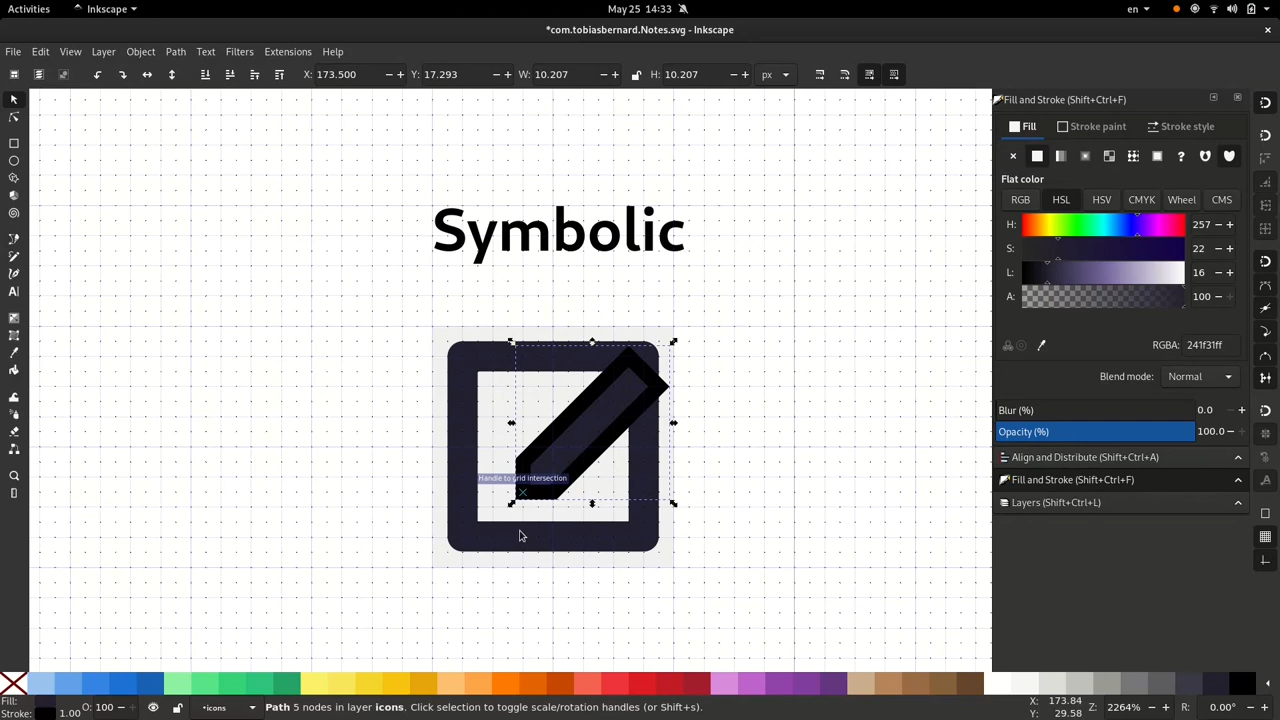 Activities Inkscape May 25 14:33 en
*com.tobiasbernard.Notes.svg - Inkscape
File Edit View Layer Object Path Text Filters Extensions Help
X: 173.500 Y: 17.293 W: 10.207 H: 10.207 px
Fill and Stroke (Shift+Ctrl+F)
Fill Stroke paint Stroke style
Flat color
RGB HSL HSV CMYK Wheel CMS
H: 257
S: 22
L: 16
A: 100
RGBA: 241f31ff
Blend mode: Normal
Blur (%) 0.0
Opacity (%) 100.0
Align and Distribute (Shift+Ctrl+A)
Fill and Stroke (Shift+Ctrl+F)
Layers (Shift+Ctrl+L)
Symbolic
Handle to grid intersection
Fill:
Stroke: 1.00
O: 100
•icons
Path 5 nodes in layer icons. Click selection to toggle scale/rotation handles (or Shift+s).
X: 173.84
Y: 29.58
Z: 2264%
R: 0.00°